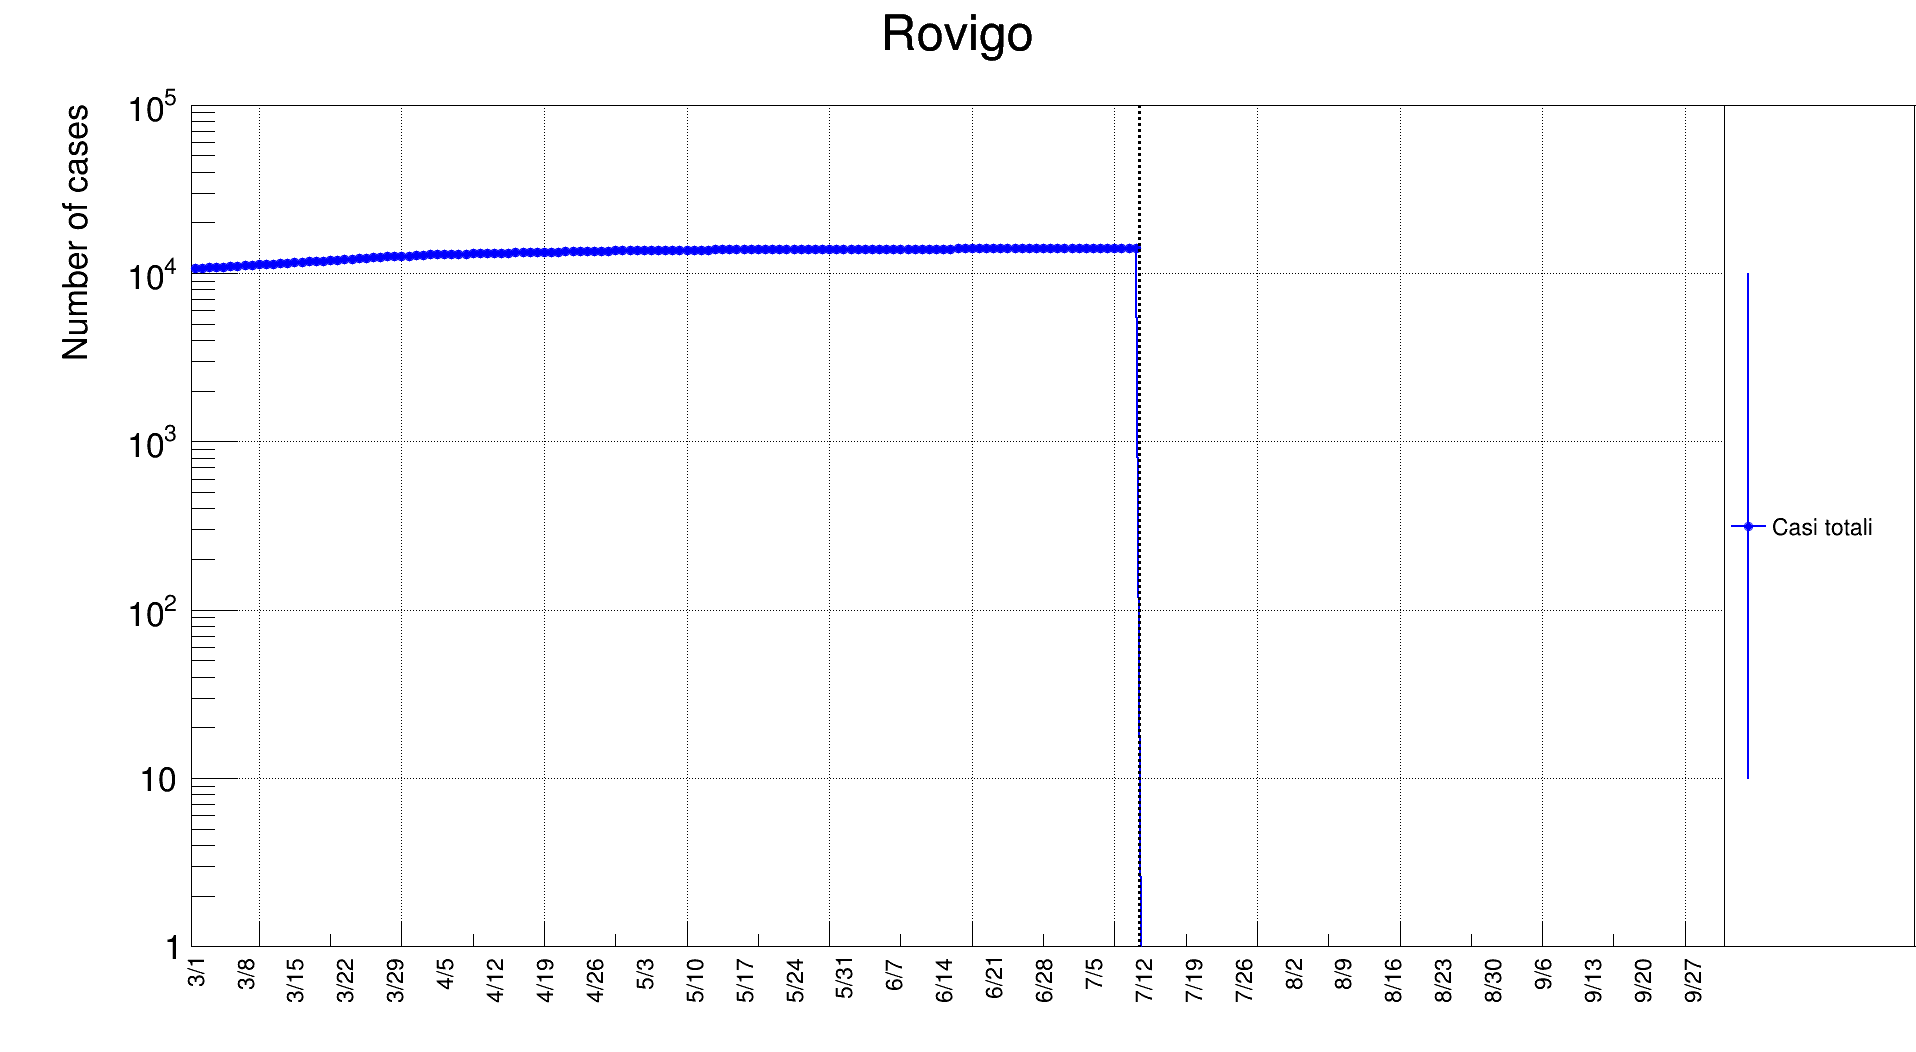 Rovigo
Number of cases
10^5
10^4
10^3
10^2
10
1
3/1 3/8 3/15 3/22 3/29 4/5 4/12 4/19 4/26 5/3 5/10 5/17 5/24 5/31 6/7 6/14 6/21 6/28 7/5 7/12 7/19 7/26 8/2 8/9 8/16 8/23 8/30 9/6 9/13 9/20 9/27
Casi totali